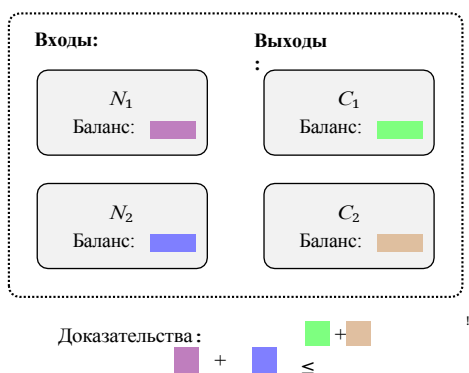 Входы: Выходы
:
N₁ C₁
Баланс: Баланс:
N₂ C₂
Баланс: Баланс:
!
Доказательства: +
+ ≤